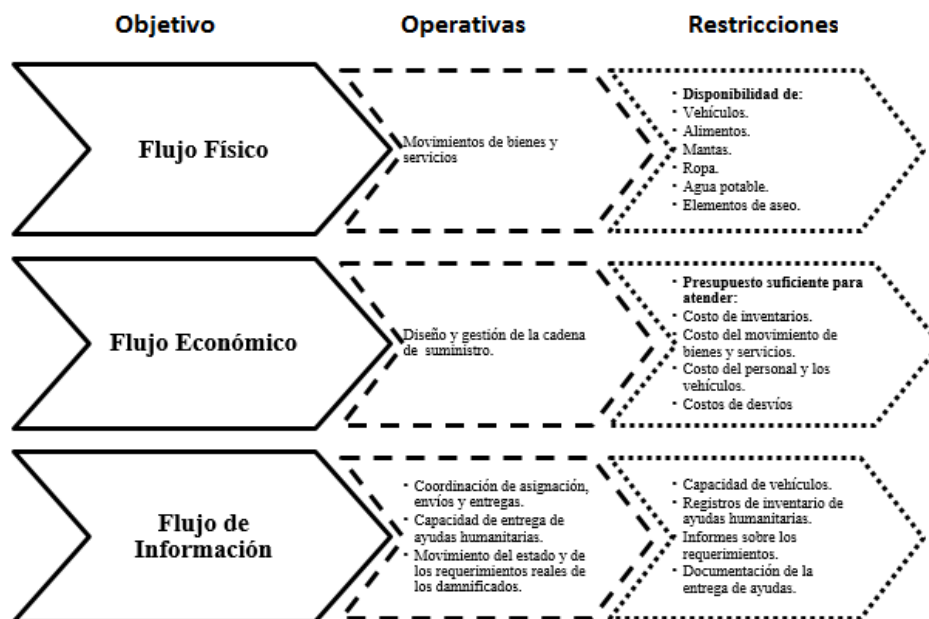 Objetivo
Operativas
Restricciones
Flujo Físico
Movimientos de bienes y
servicios
· Disponibilidad de:
· Vehículos.
· Alimentos.
· Mantas.
· Ropa.
· Agua potable.
· Elementos de aseo.
Flujo Económico
Diseño y gestión de la cadena
de suministro.
· Presupuesto suficiente para
atender:
· Costo de inventarios.
· Costo del movimiento de
bienes y servicios.
· Costo del personal y los
vehículos.
· Costos de desvíos
Flujo de
Información
· Coordinación de asignación,
envíos y entregas.
· Capacidad de entrega de
ayudas humanitarias.
· Movimiento del estado y de
los requerimientos reales de
los damnificados.
· Capacidad de vehículos.
· Registros de inventario de
ayudas humanitarias.
· Informes sobre los
requerimientos.
· Documentación de la
entrega de ayudas.